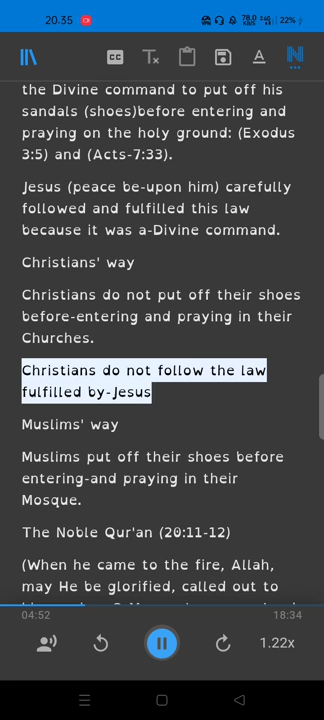 20.35
22%
the Divine command to put off his
sandals (shoes)before entering and
praying on the holy ground: (Exodus
3:5) and (Acts-7:33).
Jesus (peace be-upon him) carefully
followed and fulfilled this law
because it was a-Divine command.
Christians' way
Christians do not put off their shoes
before-entering and praying in their
Churches.
Christians do not follow the law
fulfilled by-Jesus
Muslims' way
Muslims put off their shoes before
entering-and praying in their
Mosque.
The Noble Qur'an (20:11-12)
(When he came to the fire, Allah,
may He be glorified, called out to
04:52
18:34
1.22x